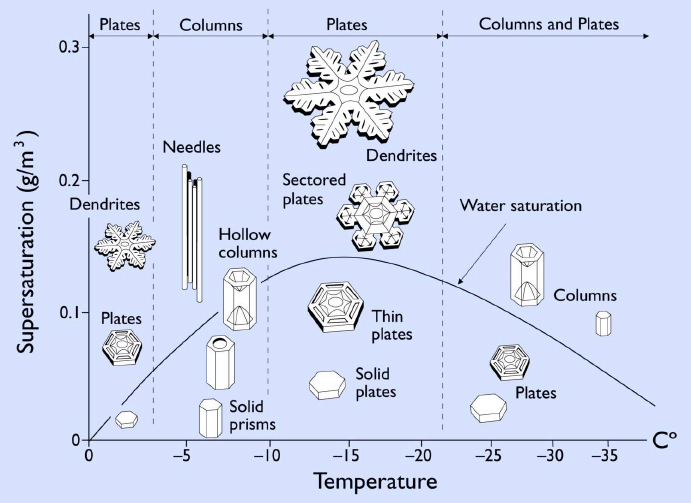 Plates
Columns
Plates
Columns and Plates
0.3
Dendrites
Needles
Sectored
plates
0.2
Dendrites
Water saturation
Hollow
columns
Columns
0.1
Plates
Thin
plates
Solid
plates
Plates
Solid
prisms
0
Supersaturation (g/m³)
0
−5
−10
−15
−20
−25
−30
−35
C°
Temperature